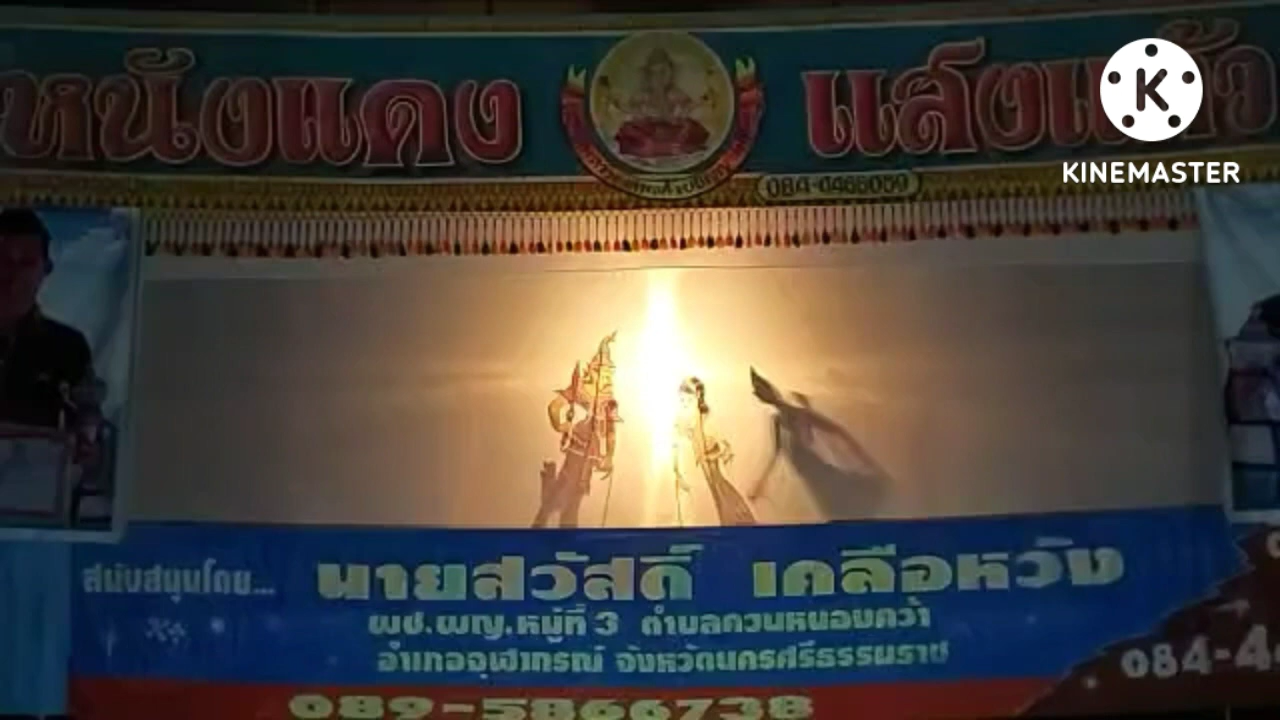 หนังแดง แสงแก้ว
KINEMASTER
สนับสนุนโดย... นายสวัสดิ์ เคลือหวัง
ผช.ผญ.หมู่ที่ 3 ตำบลควนหนองคว้า
อำเภอจุฬาภรณ์ จังหวัดนครศรีธรรมราช
084-4
089-5866738